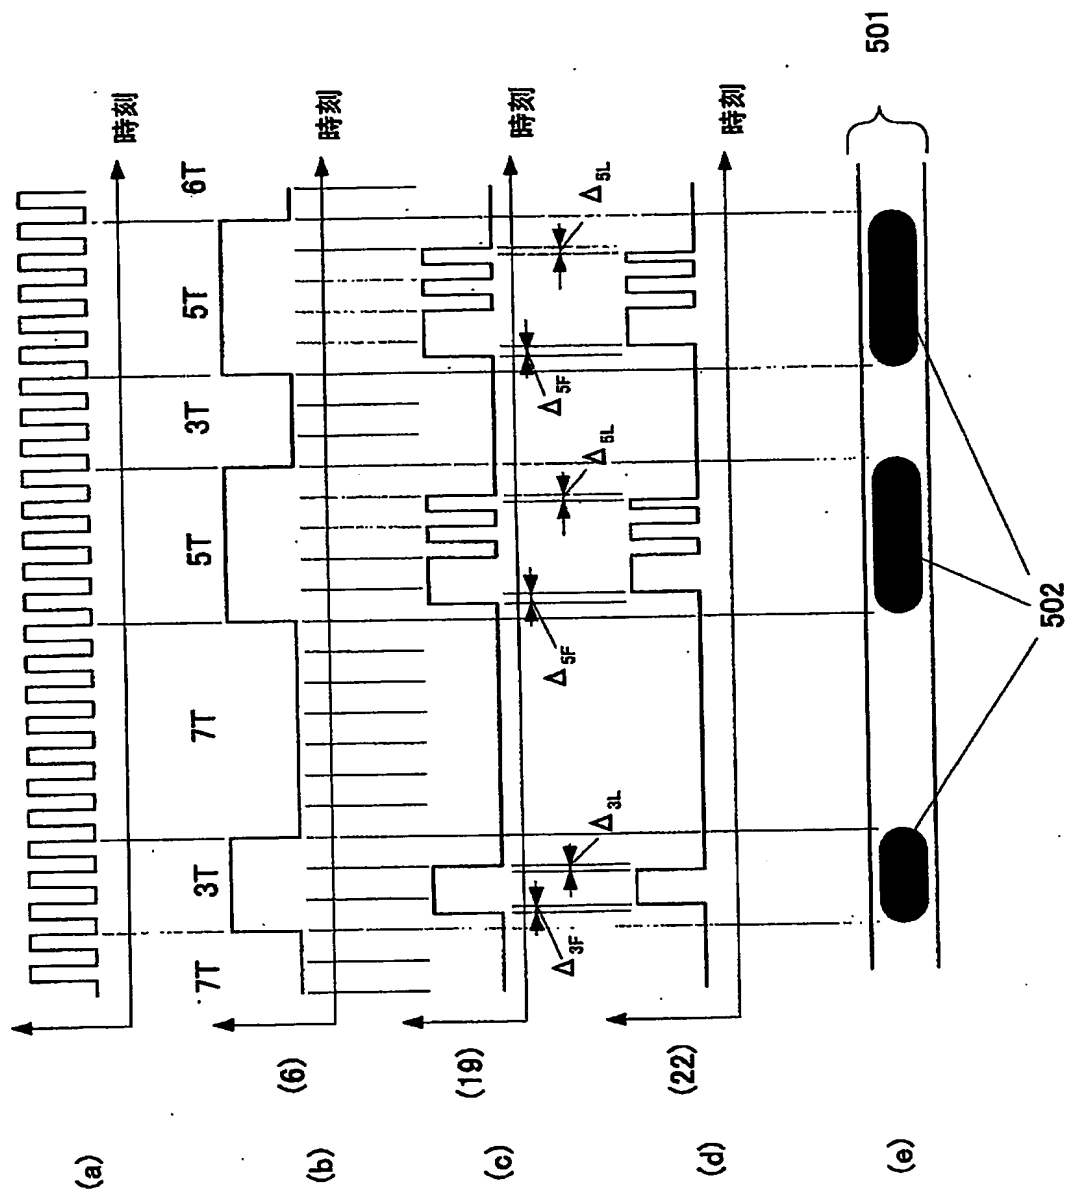 (a)
時刻
(b)
(6)
7T
3T
7T
5T
3T
5T
6T
時刻
(c)
(19)
時刻
Δ3F
Δ3L
Δ5F
Δ5L
Δ5F
Δ5L
(d)
(22)
時刻
(e)
501
502